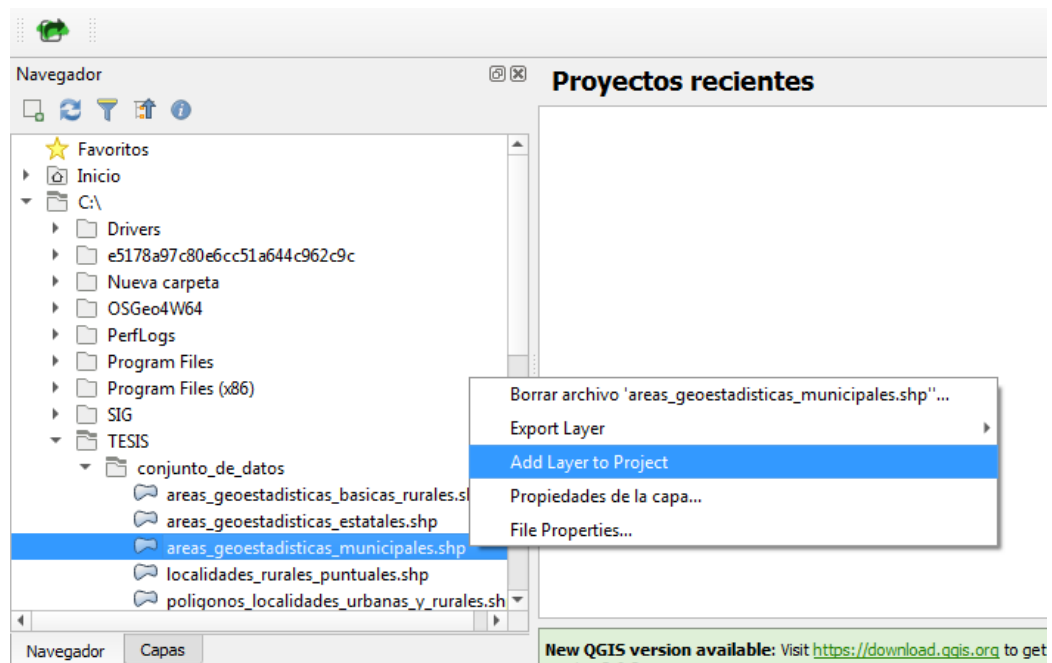 Navegador
Proyectos recientes
Favoritos
Inicio
C:\
Drivers
e5178a97c80e6cc51a644c962c9c
Nueva carpeta
OSGeo4W64
PerfLogs
Program Files
Program Files (x86)
SIG
TESIS
conjunto_de_datos
areas_geoestadisticas_basicas_rurales.sl
areas_geoestadisticas_estatales.shp
areas_geoestadisticas_municipales.shp
localidades_rurales_puntuales.shp
poligonos_localidades_urbanas_y_rurales.sh
Borrar archivo 'areas_geoestadisticas_municipales.shp''...
Export Layer
Add Layer to Project
Propiedades de la capa...
File Properties...
Navegador
Capas
New QGIS version available: Visit https://download.qgis.org to get